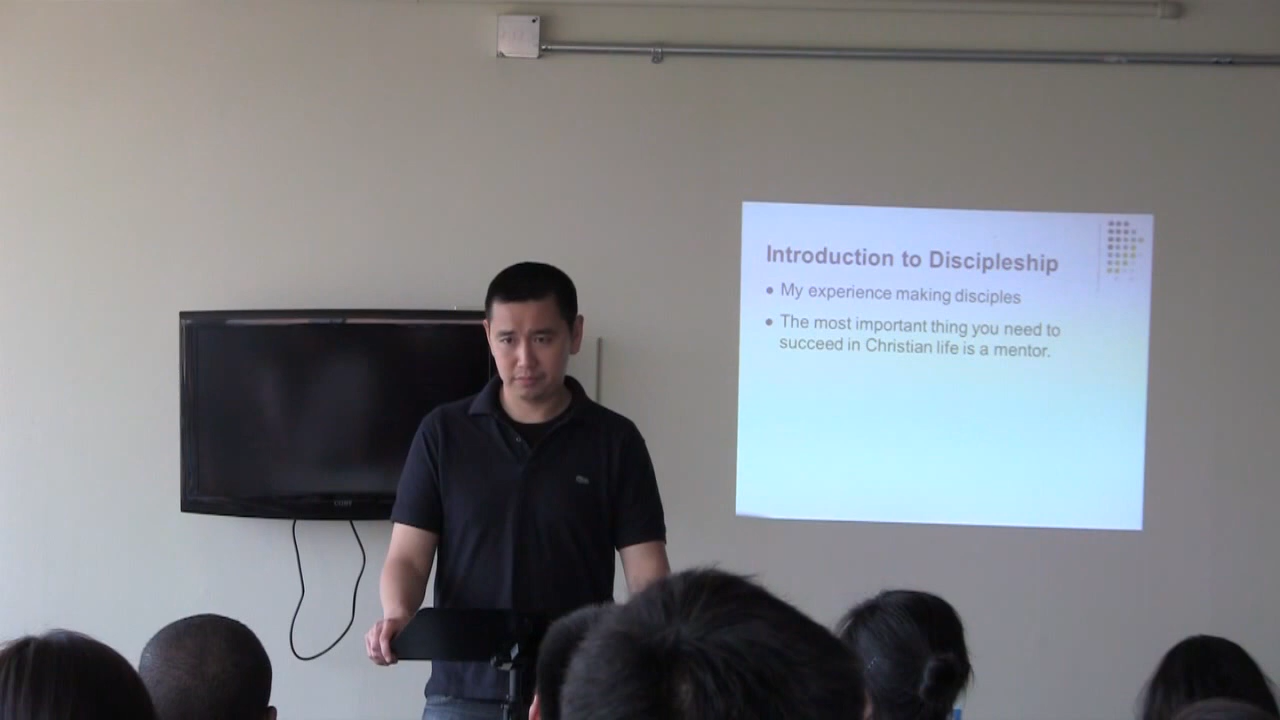 Introduction to Discipleship
My experience making disciples
The most important thing you need to
succeed in Christian life is a mentor.
COBY